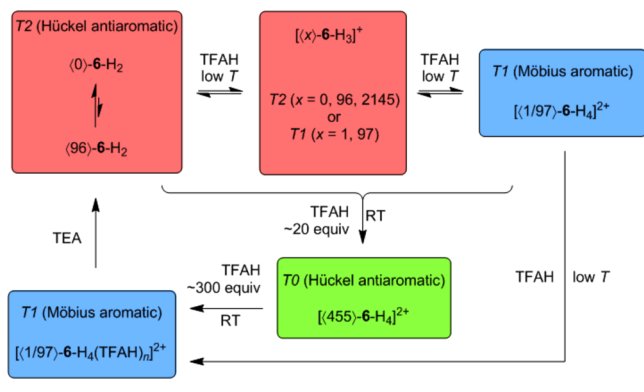 T2 (Hückel antiaromatic)
⟨0⟩-6-H₂
⟨96⟩-6-H₂
TFAH
low T
[⟨x⟩-6-H₃]⁺
T2 (x = 0, 96, 2145)
or
T1 (x = 1, 97)
TFAH
low T
T1 (Möbius aromatic)
[⟨1/97⟩-6-H₄]²⁺
TFAH
~20 equiv
RT
TEA
TFAH
~300 equiv
RT
T0 (Hückel antiaromatic)
[⟨455⟩-6-H₄]²⁺
TFAH
low T
T1 (Möbius aromatic)
[⟨1/97⟩-6-H₄(TFAH)ₙ]²⁺